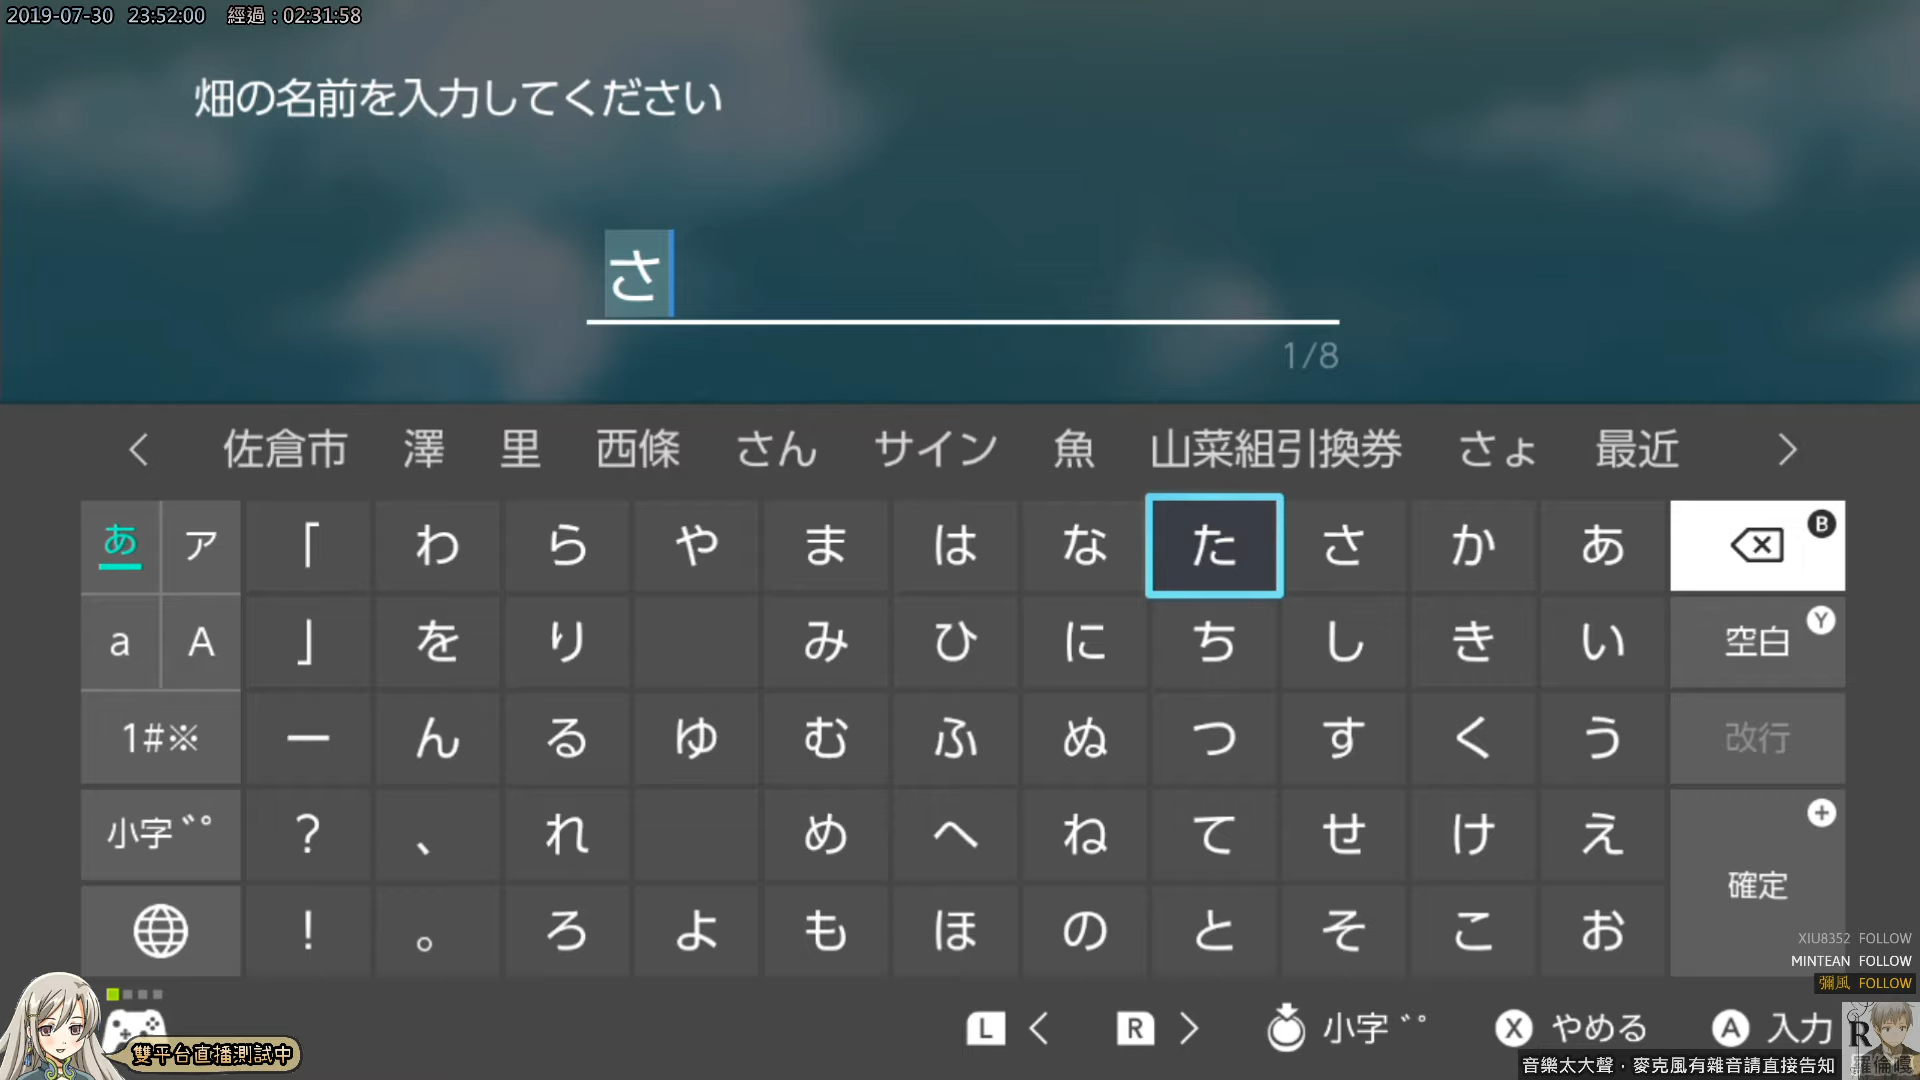 2019-07-30 23:52:00 經過：02:31:58
畑の名前を入力してください
さ
1/8
佐倉市 澤 里 西條 さん サイン 魚 山菜組引換券 さょ 最近
あ ア 「 わ ら や ま は な た さ か あ B
a A 」 を り み ひ に ち し き い 空白 Y
1#※ ー ん る ゆ む ふ ぬ つ す く う 改行
小字゛゜ ? 、 れ め へ ね て せ け え
! 。 ろ よ も ほ の と そ こ お 確定
XIU8352 FOLLOW
MINTEAN FOLLOW
彌風 FOLLOW
L R 小字゛゜ X やめる A 入力
雙平台直播測試中
音樂太大聲，麥克風有雜音請直接告知
R
羅倫嘎